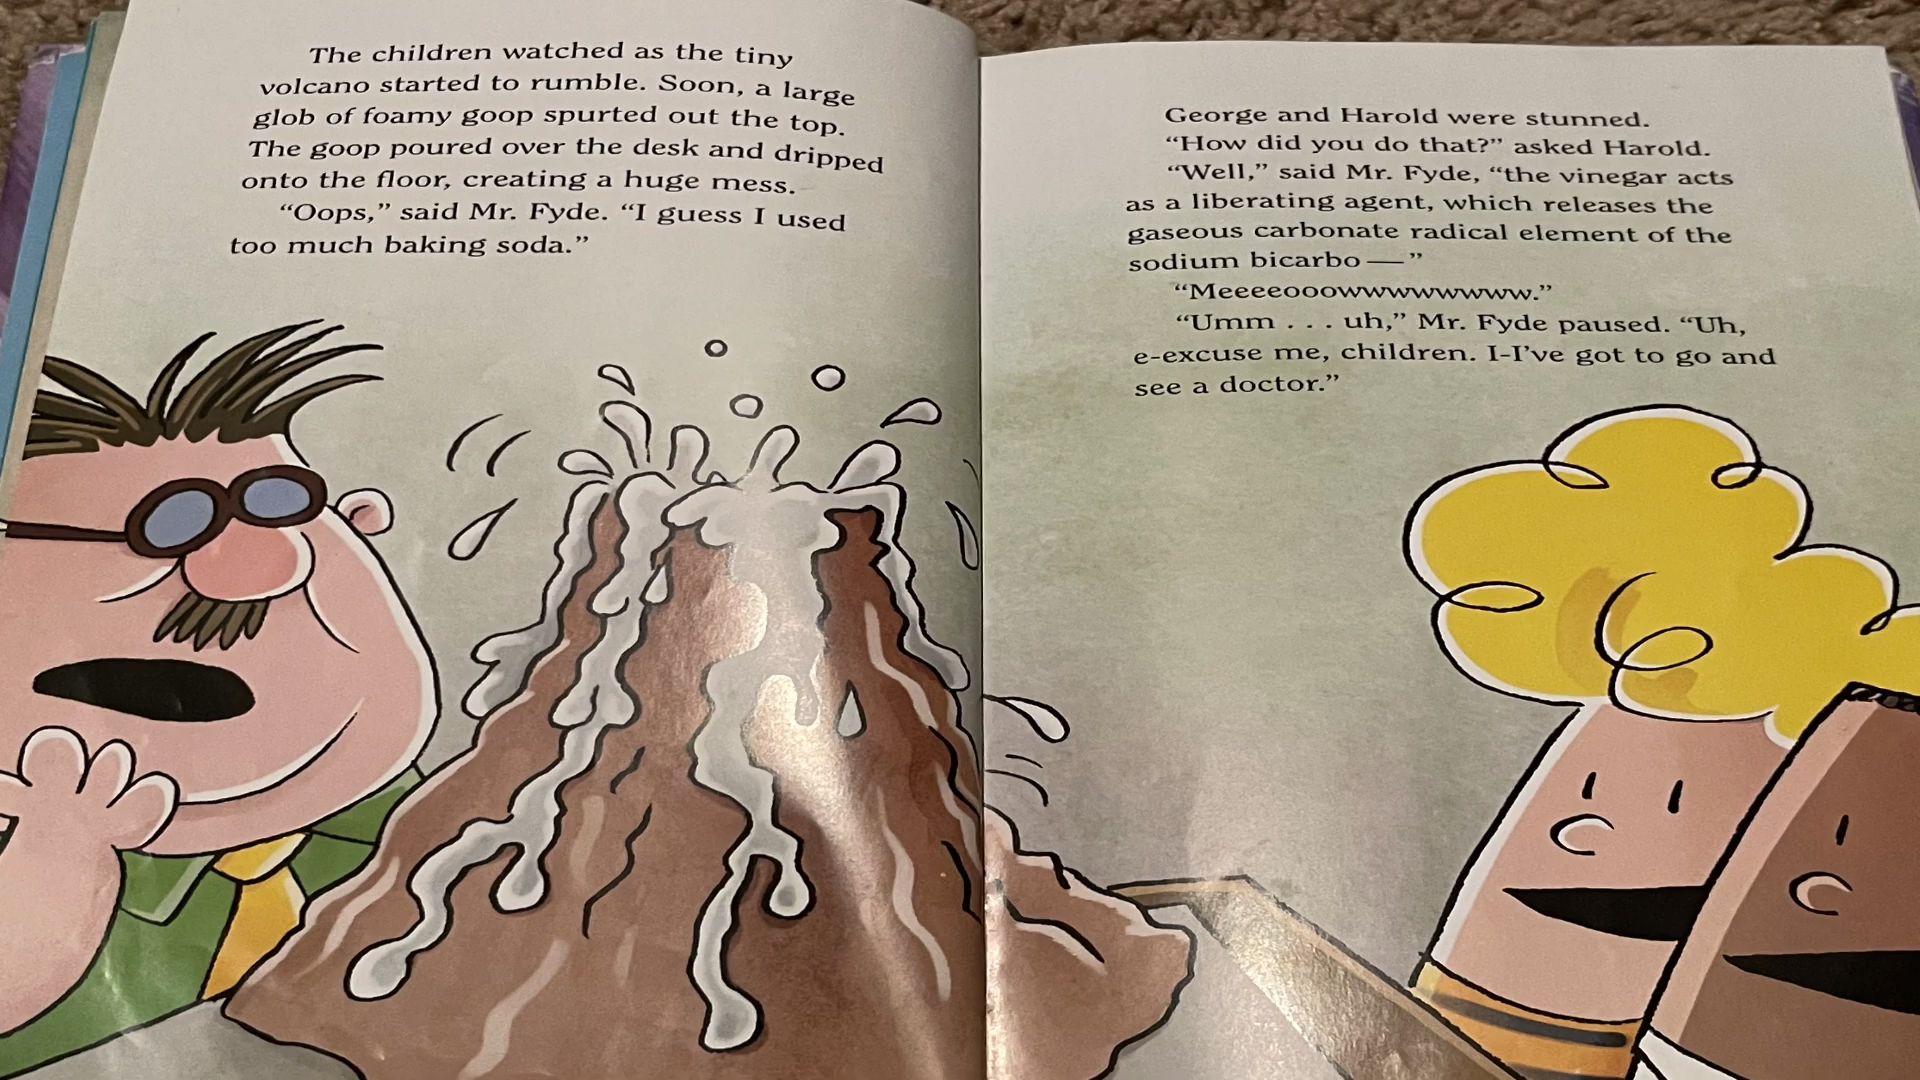 The children watched as the tiny
volcano started to rumble. Soon, a large
glob of foamy goop spurted out the top.
The goop poured over the desk and dripped
onto the floor, creating a huge mess.
“Oops,” said Mr. Fyde. “I guess I used
too much baking soda.”
George and Harold were stunned.
“How did you do that?” asked Harold.
“Well,” said Mr. Fyde, “the vinegar acts
as a liberating agent, which releases the
gaseous carbonate radical element of the
sodium bicarbo—”
“Meeeeooowwwwwwww.”
“Umm . . . uh,” Mr. Fyde paused. “Uh,
e-excuse me, children. I-I’ve got to go and
see a doctor.”